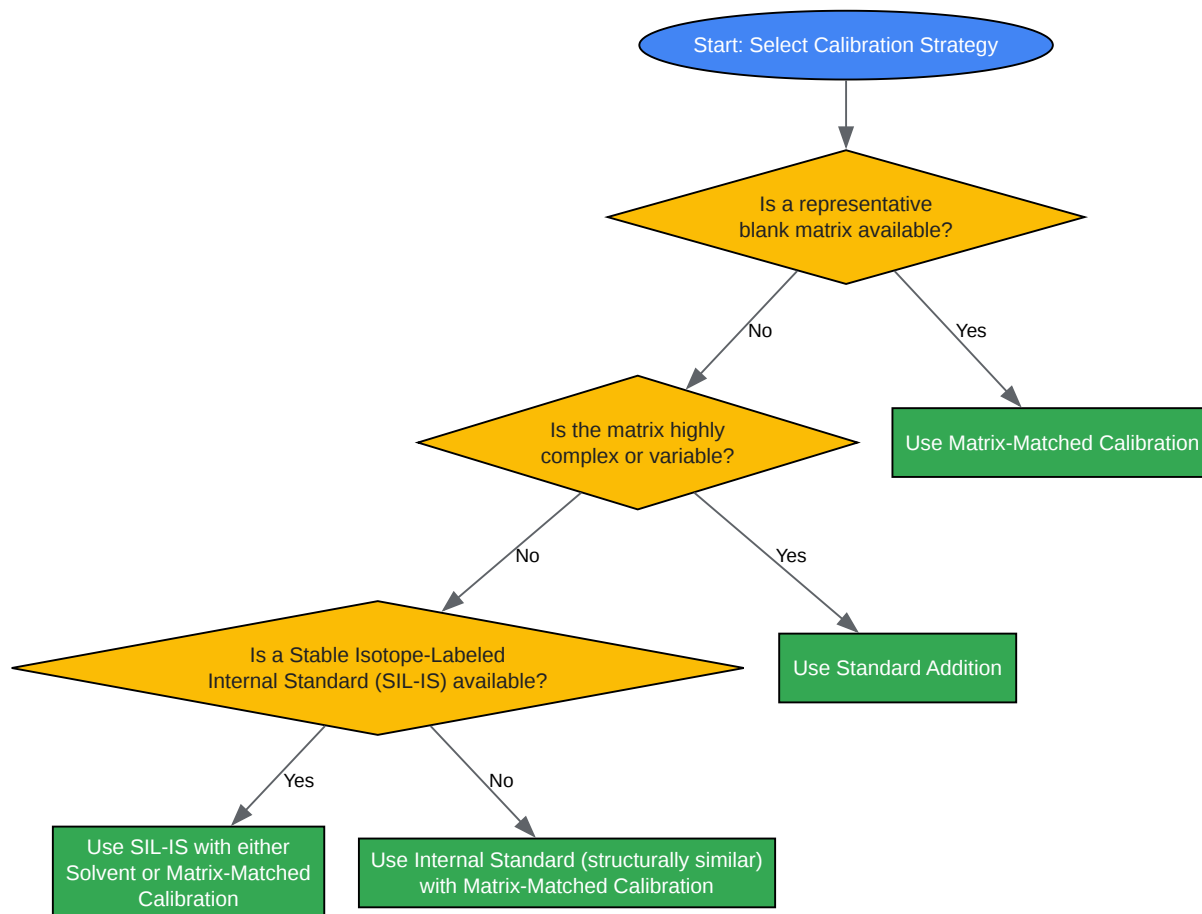 Start: Select Calibration Strategy
Is a representative
blank matrix available?
No
Yes
Is the matrix highly
complex or variable?
Use Matrix-Matched Calibration
No
Yes
Is a Stable Isotope-Labeled
Internal Standard (SIL-IS) available?
Use Standard Addition
Yes
No
Use SIL-IS with either
Solvent or Matrix-Matched
Calibration
Use Internal Standard (structurally similar)
with Matrix-Matched Calibration